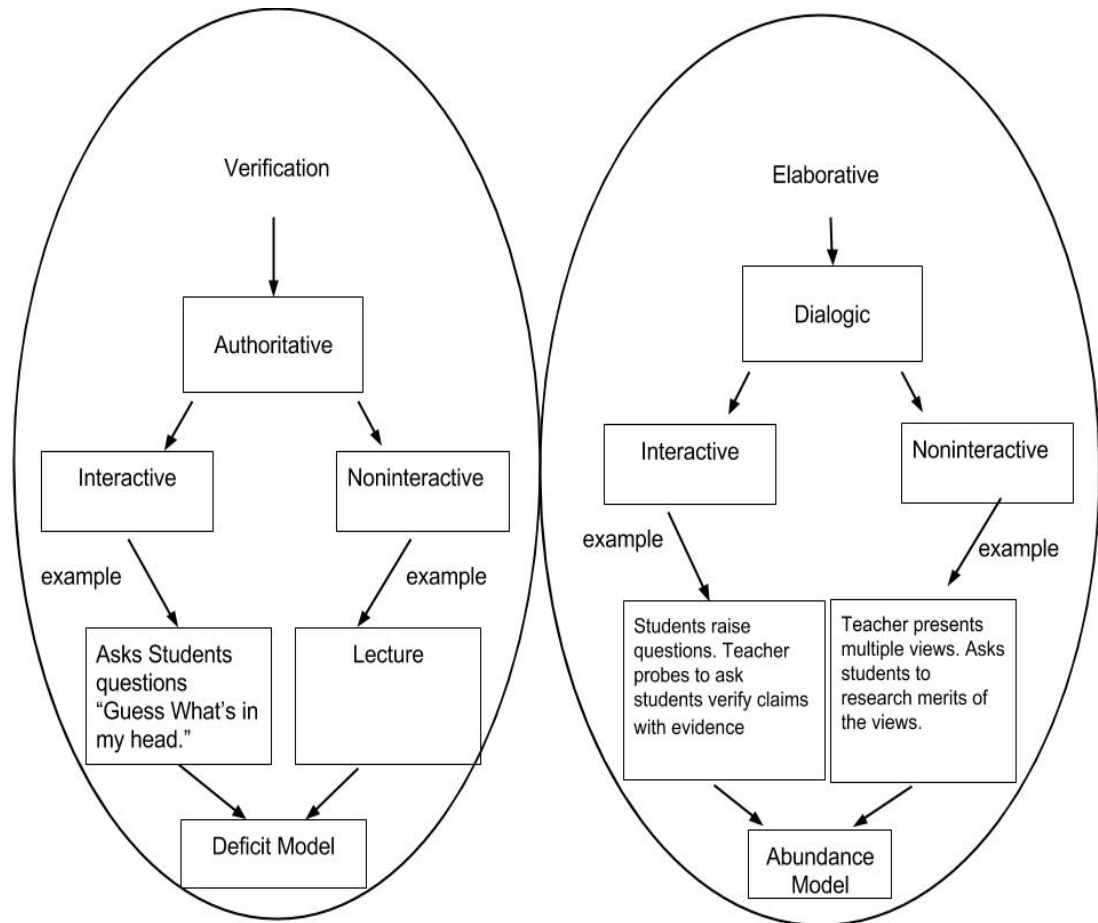 Verification
Authoritative
Interactive
Noninteractive
example
example
Asks Students
questions
“Guess What’s in
my head.”
Lecture
Deficit Model
Elaborative
Dialogic
Interactive
Noninteractive
example
example
Students raise
questions. Teacher
probes to ask
students verify claims
with evidence
Teacher presents
multiple views. Asks
students to
research merits of
the views.
Abundance
Model